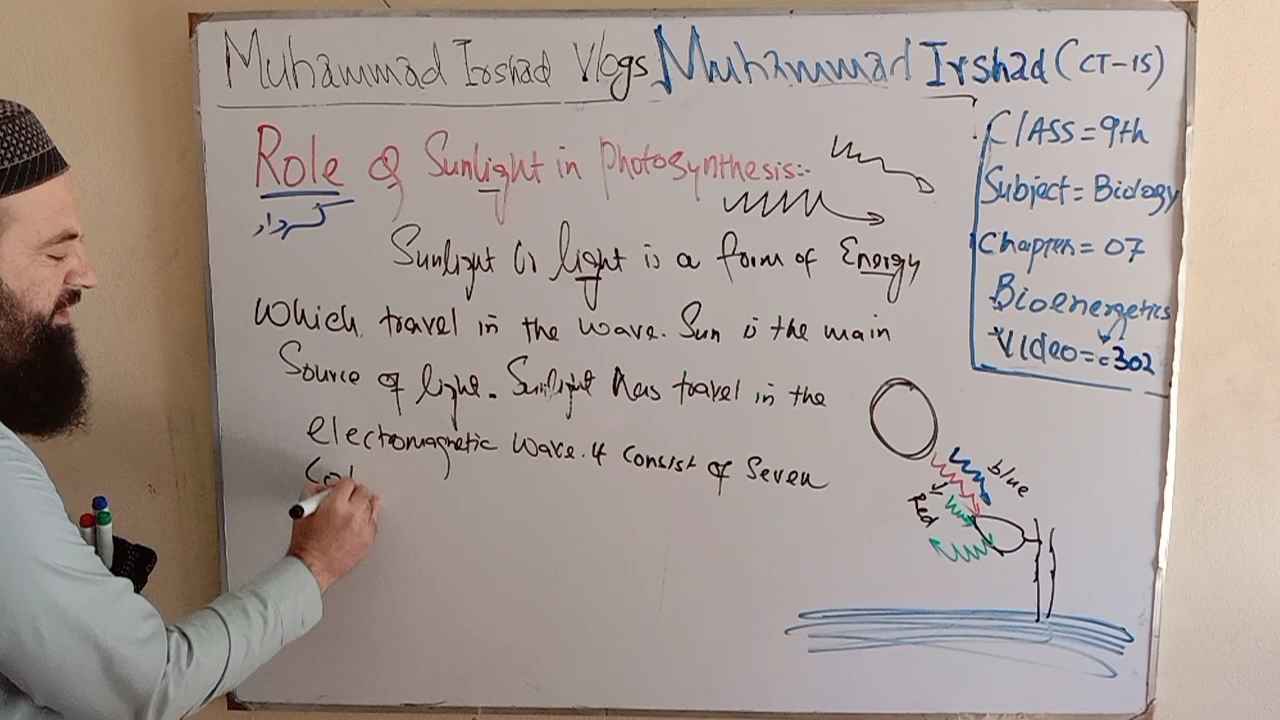 Muhammad Irshad Vlogs Muhammad Irshad (CT-15)
Class = 9th
Subject = Biology
Chapter = 07
Bioenergetics
Video = 302
Role of Sunlight in Photosynthesis:-
کردار
Sunlight Or light is a form of Energy
Which travel in the wave. Sun is the main
Source of light. Sunlight has travel in the
electromagnetic wave. It consist of Seven
Col
blue
Red